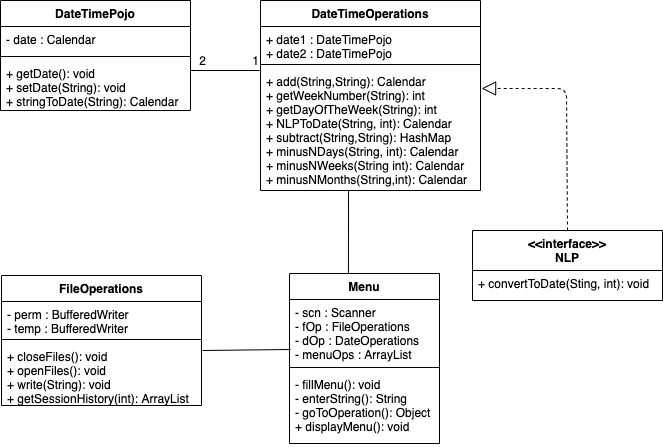 DateTimePojo
- date : Calendar
+ getDate(): void
+ setDate(String): void
+ stringToDate(String): Calendar
2
1
DateTimeOperations
+ date1 : DateTimePojo
+ date2 : DateTimePojo
+ add(String,String): Calendar
+ getWeekNumber(String): int
+ getDayOfTheWeek(String): int
+ NLPToDate(String, int): Calendar
+ subtract(String,String): HashMap
+ minusNDays(String, int): Calendar
+ minusNWeeks(String int): Calendar
+ minusNMonths(String,int): Calendar
<<interface>>
NLP
+ convertToDate(Sting, int): void
FileOperations
- perm : BufferedWriter
- temp : BufferedWriter
+ closeFiles(): void
+ openFiles(): void
+ write(String): void
+ getSessionHistory(int): ArrayList
Menu
- scn : Scanner
- fOp : FileOperations
- dOp : DateOperations
- menuOps : ArrayList
- fillMenu(): void
- enterString(): String
- goToOperation(): Object
+ displayMenu(): void